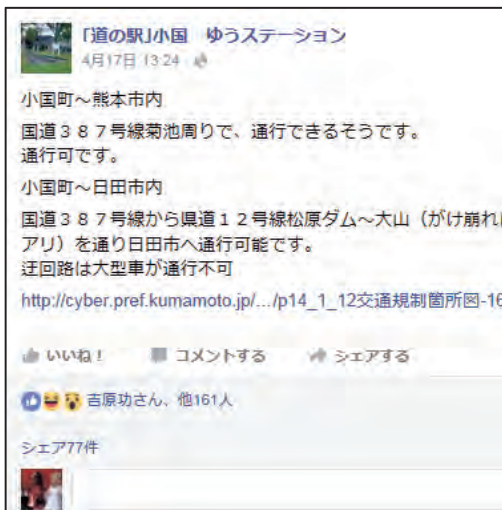 「道の駅」小国　ゆうステーション
4月17日 13:24
小国町～熊本市内
国道３８７号線菊池周りで、通行できるそうです。
通行可です。
小国町～日田市内
国道３８７号線から県道１２号線松原ダム～大山（がけ崩れ
アリ）を通り日田市へ通行可能です。
迂回路は大型車が通行不可
http://cyber.pref.kumamoto.jp/.../p14_1_12交通規制箇所図-16
いいね！ コメントする シェアする
吉原功さん、他161人
シェア77件